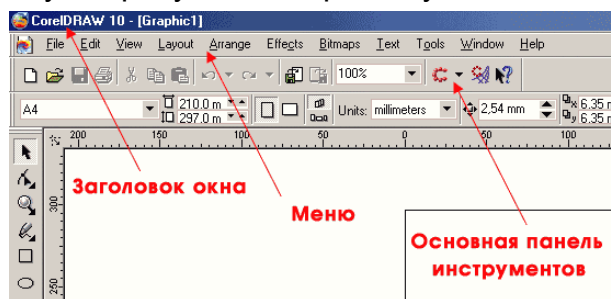 CorelDRAW 10 - [Graphic1]
File Edit View Layout Arrange Effects Bitmaps Text Tools Window Help
100%
A4 210.0 m 297.0 m Units: millimeters 2,54 mm x 6.35 y 6.35
200 150 100 50 0 50 100
300
250
Заголовок окна
Меню
Основная панель
инструментов